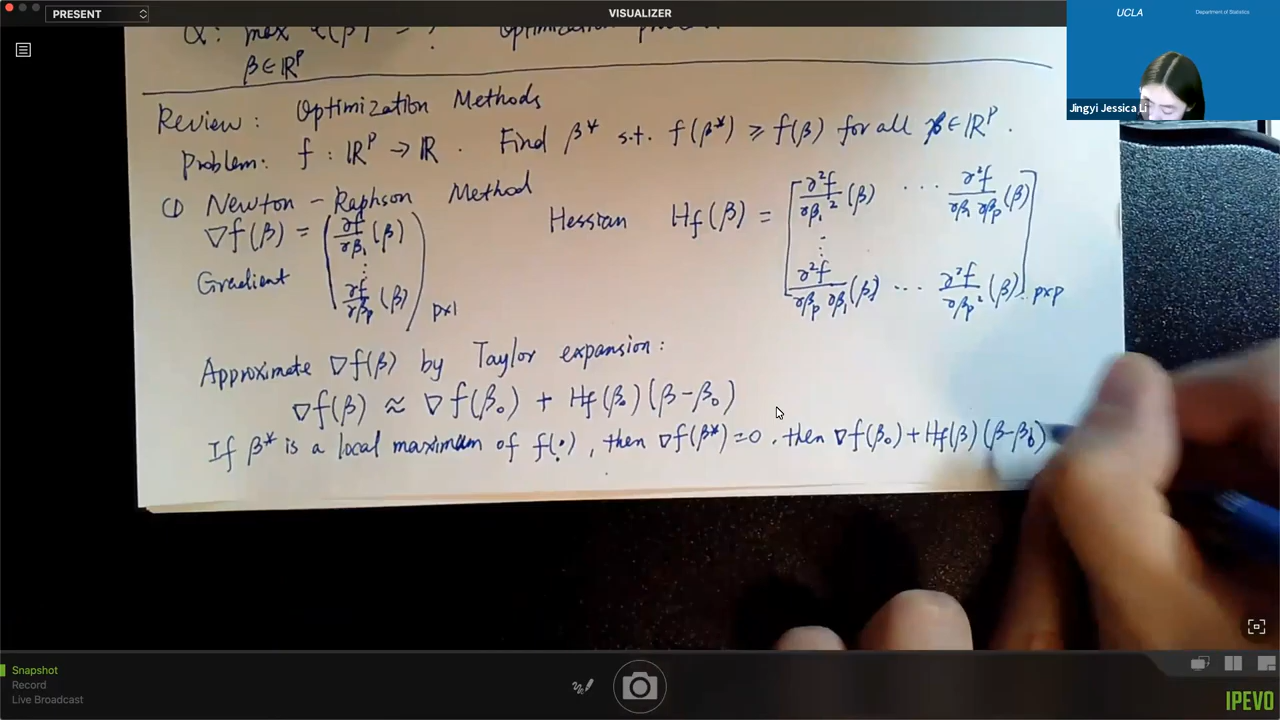 PRESENT
VISUALIZER
UCLA
Department of Statistics
Jingyi Jessica Li
Q: max ℓ(β) = ?
β ∈ ℝᴾ
Review: Optimization Methods
Problem: f : ℝᴾ → ℝ. Find β* s.t. f(β*) ≥ f(β) for all β ∈ ℝᴾ.
① Newton-Raphson Method
∇f(β) = (∂f/∂β₁ (β) ⋮ ∂f/∂βₚ (β)) p×1
Gradient
Hessian Hf(β) = [∂²f/∂β₁² (β) ⋯ ∂²f/∂β₁∂βₚ (β)
⋮
∂²f/∂βₚ∂β₁ (β) ⋯ ∂²f/∂βₚ² (β)] p×p
Approximate ∇f(β) by Taylor expansion:
∇f(β) ≈ ∇f(β₀) + Hf(β₀)(β-β₀)
If β* is a local maximum of f(·), then ∇f(β*)=0, then ∇f(β₀)+Hf(β)(β-β₀)
Snapshot
Record
Live Broadcast
IPEVO